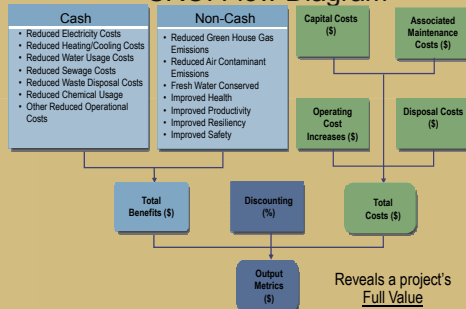 SROI Flow Diagram
Cash
• Reduced Electricity Costs
• Reduced Heating/Cooling Costs
• Reduced Water Usage Costs
• Reduced Sewage Costs
• Reduced Waste Disposal Costs
• Reduced Chemical Usage
• Other Reduced Operational
Costs
Non-Cash
• Reduced Green House Gas
Emissions
• Reduced Air Contaminant
Emissions
• Fresh Water Conserved
• Improved Health
• Improved Productivity
• Improved Resiliency
• Improved Safety
Capital Costs
($)
Associated
Maintenance
Costs ($)
Operating
Cost
Increases ($)
Disposal Costs
($)
Total
Benefits ($)
Discounting
(%)
Total
Costs ($)
Output
Metrics
($)
Reveals a project's
Full Value